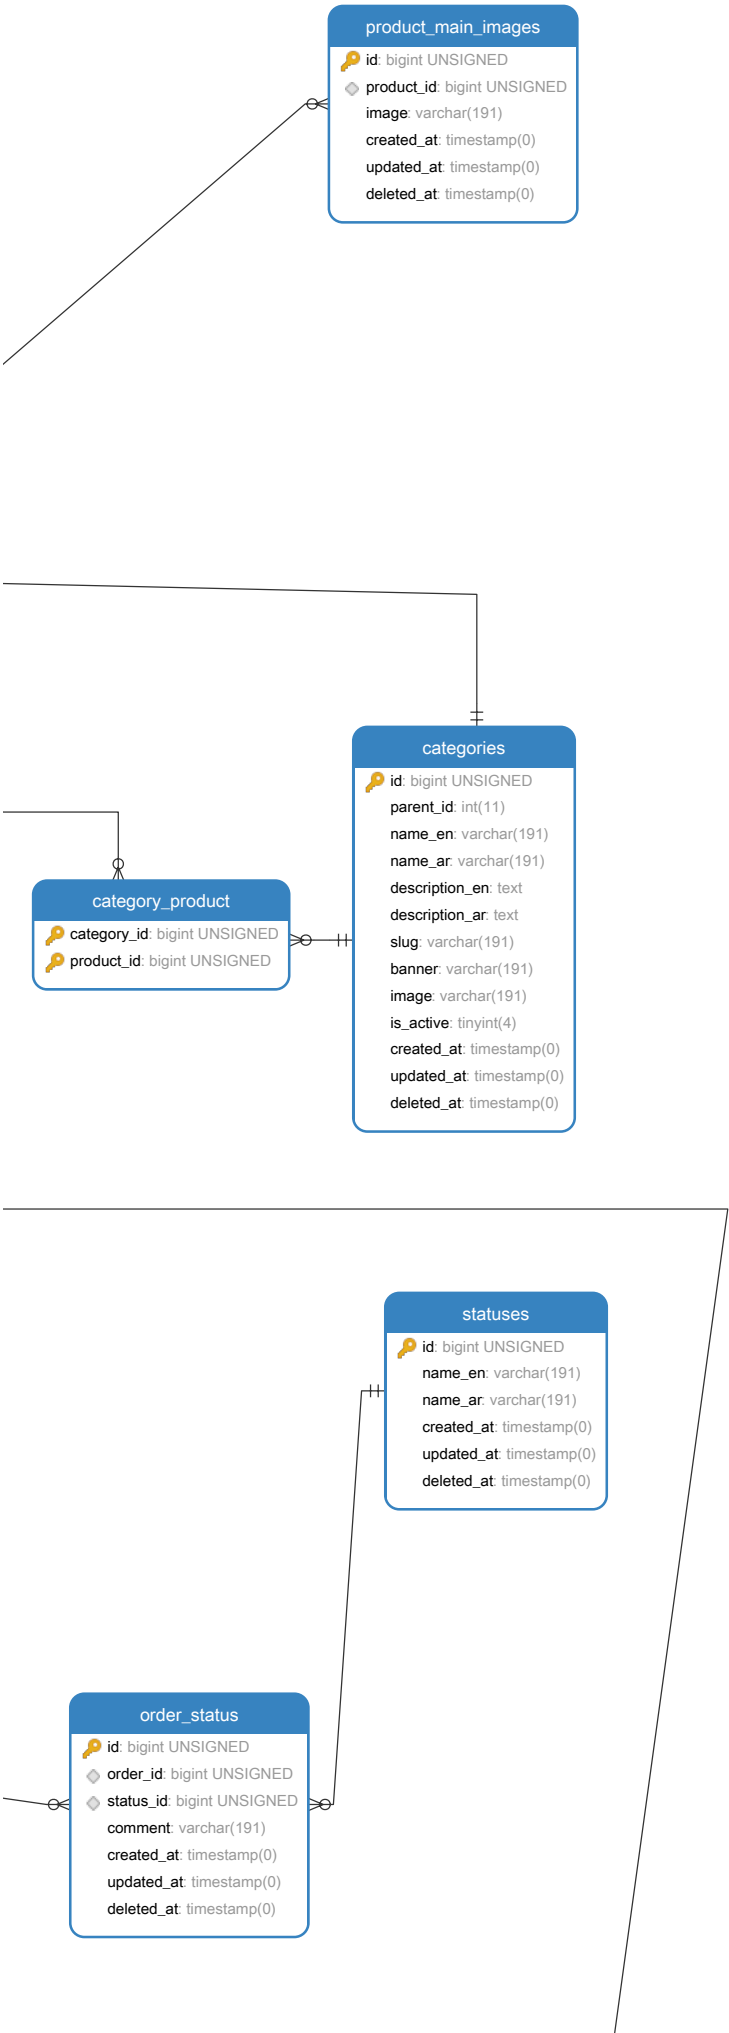 product_main_images
id: bigint UNSIGNED
product_id: bigint UNSIGNED
image: varchar(191)
created_at: timestamp(0)
updated_at: timestamp(0)
deleted_at: timestamp(0)
categories
id: bigint UNSIGNED
parent_id: int(11)
name_en: varchar(191)
name_ar: varchar(191)
description_en: text
description_ar: text
slug: varchar(191)
banner: varchar(191)
image: varchar(191)
is_active: tinyint(4)
created_at: timestamp(0)
updated_at: timestamp(0)
deleted_at: timestamp(0)
category_product
category_id: bigint UNSIGNED
product_id: bigint UNSIGNED
statuses
id: bigint UNSIGNED
name_en: varchar(191)
name_ar: varchar(191)
created_at: timestamp(0)
updated_at: timestamp(0)
deleted_at: timestamp(0)
order_status
id: bigint UNSIGNED
order_id: bigint UNSIGNED
status_id: bigint UNSIGNED
comment: varchar(191)
created_at: timestamp(0)
updated_at: timestamp(0)
deleted_at: timestamp(0)